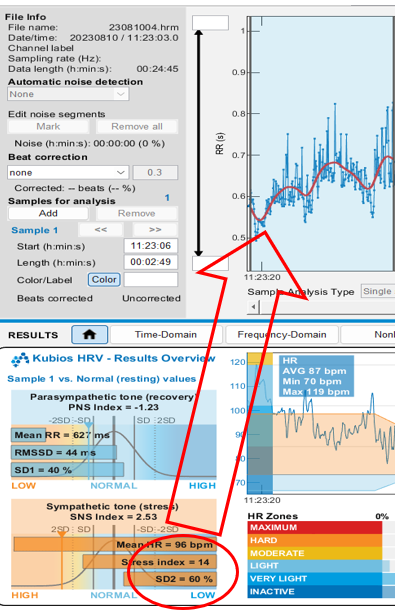 File Info
File name: 23081004.hrm
Date/time: 20230810 / 11:23:03.0
Channel label
Sampling rate (Hz):
Data length (h:min:s): 00:24:45
Automatic noise detection
None
Edit noise segments
Mark Remove all
Noise (h:min:s): 00:00:00 (0 %)
Beat correction
none 0.3
Corrected: -- beats (-- %)
Samples for analysis 1
Add Remove
Sample 1 << >>
Start (h:min:s) 11:23:06
Length (h:min:s) 00:02:49
Color/Label Color
Beats corrected Uncorrected
RR (s)
1
0.9
0.8
0.7
0.6
0.5
11:23:20
Sample Analysis Type Single
RESULTS Time-Domain Frequency-Domain Nonl
Kubios HRV - Results Overview
Sample 1 vs. Normal (resting) values
Parasympathetic tone (recovery)
PNS Index = -1.23
-2SD -SD SD 2SD
Mean RR = 627 ms
RMSSD = 44 ms
SD1 = 40 %
LOW NORMAL HIGH
Sympathetic tone (stress)
SNS Index = 2.53
2SD SD -SD -2SD
Mean HR = 96 bpm
Stress index = 14
SD2 = 60 %
HIGH NORMAL LOW
120
110
100
90
80
70
HR
AVG 87 bpm
Min 70 bpm
Max 119 bpm
11:23:20
HR Zones 0%
MAXIMUM
HARD
MODERATE
LIGHT
VERY LIGHT
INACTIVE